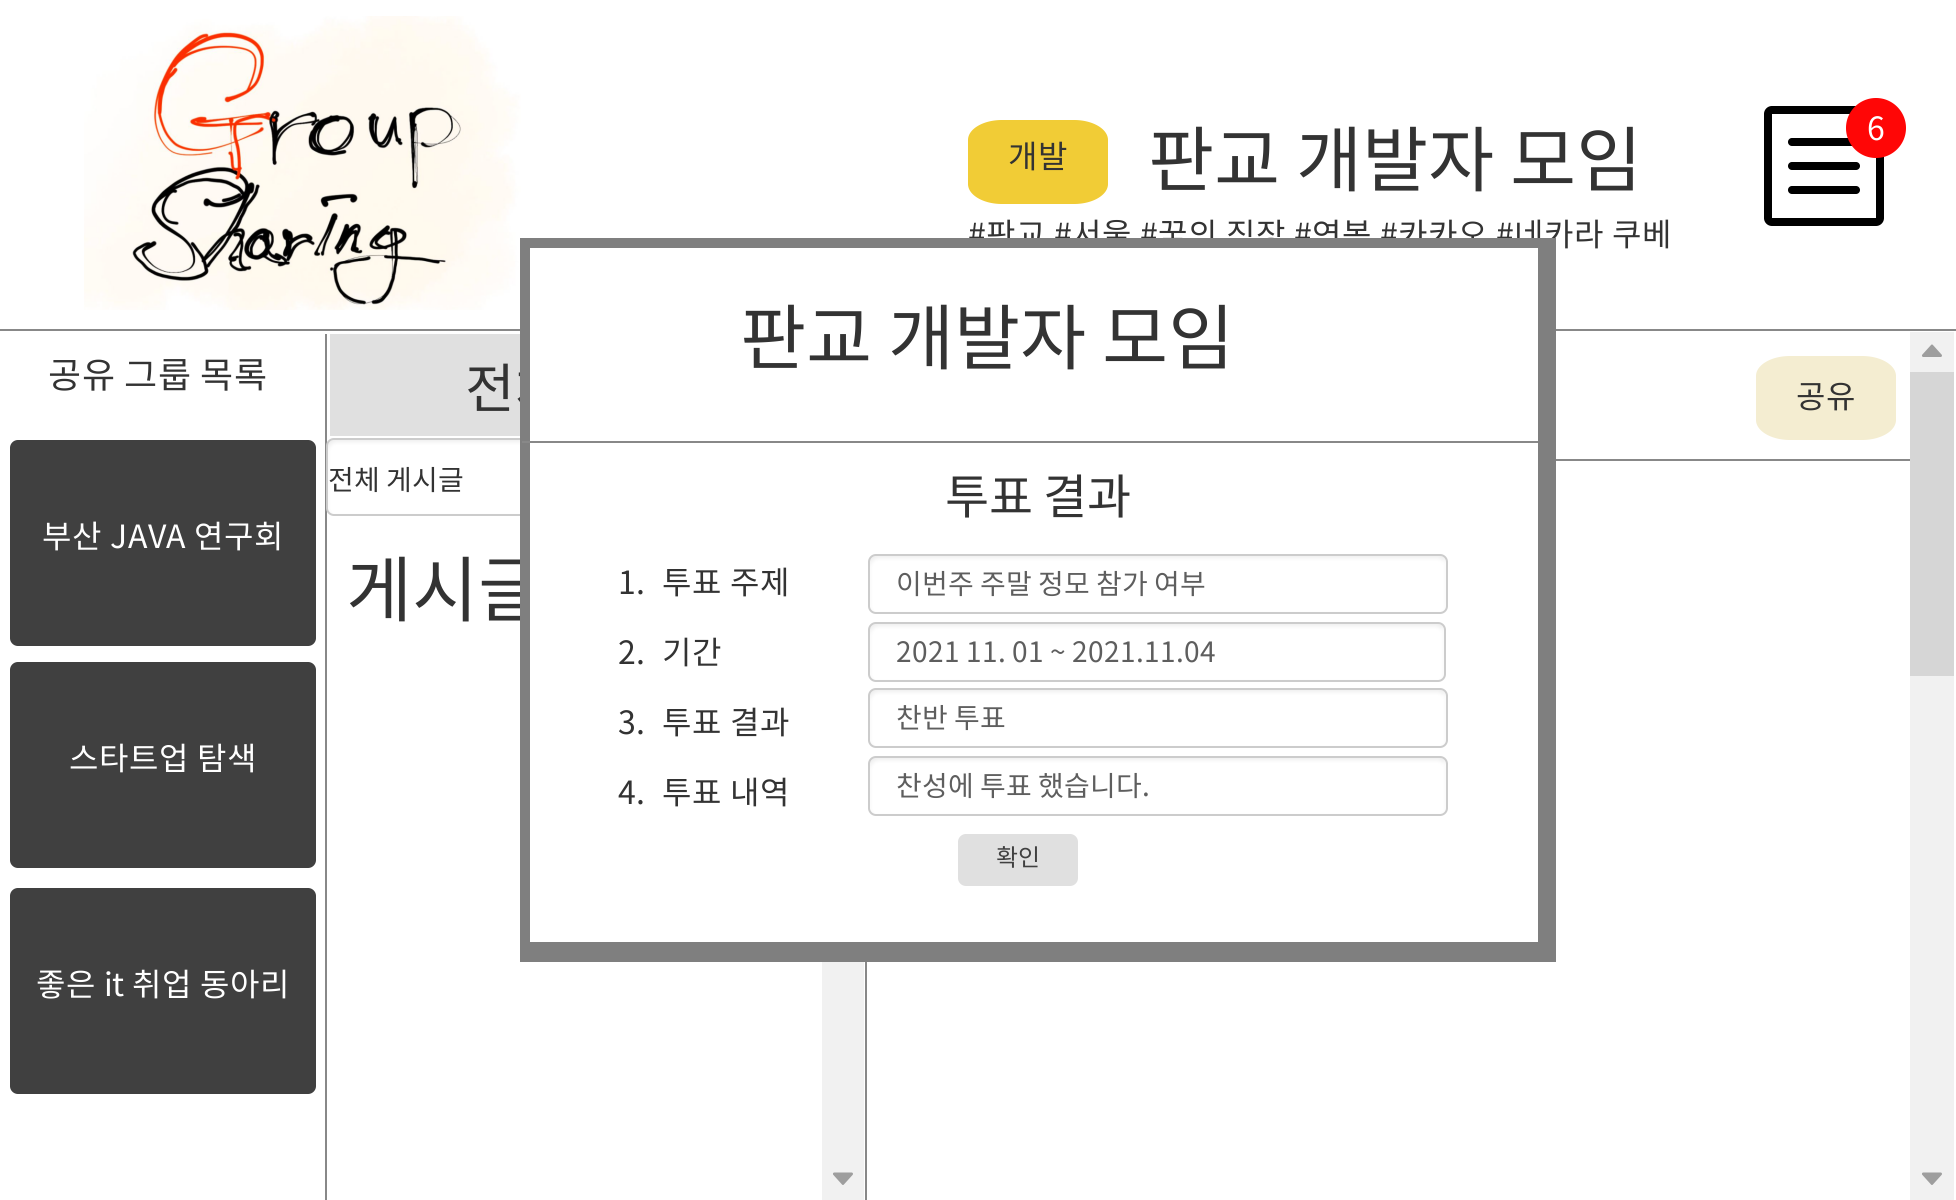 Group
Sharing
개발
판교 개발자 모임
6
#판교 #서울 #꿈의 직장 #연봉 #카카오 #네카라 쿠베
공유 그룹 목록
부산 JAVA 연구회
스타트업 탐색
좋은 it 취업 동아리
전체 게시글
게시글
공유
판교 개발자 모임
투표 결과
1. 투표 주제
이번주 주말 정모 참가 여부
2. 기간
2021 11. 01 ~ 2021.11.04
3. 투표 결과
찬반 투표
4. 투표 내역
찬성에 투표 했습니다.
확인